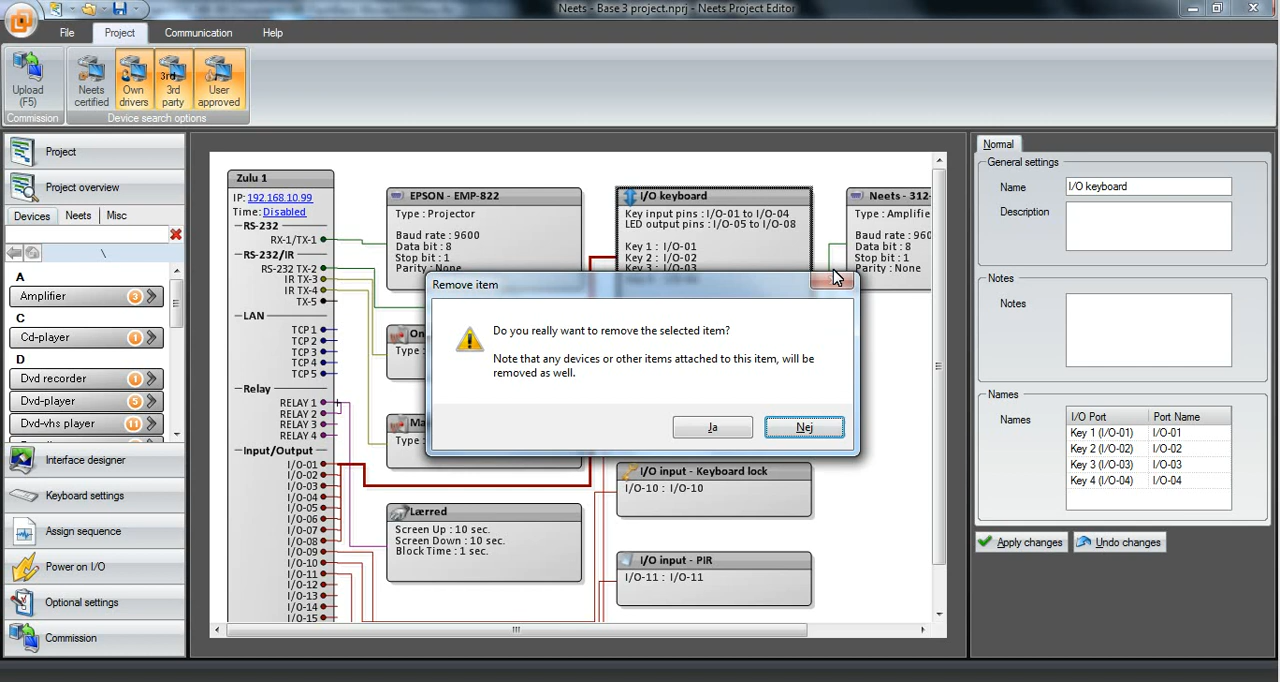 Neets - Base 3 project.nprj - Neets Project Editor
File
Project
Communication
Help
Upload
(F5)
Neets
certified
Own
drivers
3rd
3rd
party
User
approved
Commission
Device search options
Project
Project overview
Devices
Neets
Misc
\
A
Amplifier
3
C
Cd-player
1
D
Dvd recorder
1
Dvd-player
5
Dvd-vhs player
11
Interface designer
Keyboard settings
Assign sequence
Power on I/O
Optional settings
Commission
Zulu 1
IP: 192.168.10.99
Time: Disabled
RS-232
RX-1/TX-1
RS-232/IR
RS-232 TX-2
IR TX-3
IR TX-4
TX-5
LAN
TCP 1
TCP 2
TCP 3
TCP 4
TCP 5
Relay
RELAY 1
RELAY 2
RELAY 3
RELAY 4
Input/Output
I/O-01
I/O-02
I/O-03
I/O-04
I/O-05
I/O-06
I/O-07
I/O-08
I/O-09
I/O-10
I/O-11
I/O-12
I/O-13
I/O-14
I/O-15
EPSON - EMP-822
Type : Projector
Baud rate : 9600
Data bit : 8
Stop bit : 1
Parity : None
On
Type :
Ma
Type :
Lærred
Screen Up : 10 sec.
Screen Down : 10 sec.
Block Time : 1 sec.
I/O keyboard
Key input pins : I/O-01 to I/O-04
LED output pins : I/O-05 to I/O-08
Key 1 : I/O-01
Key 2 : I/O-02
Key 3 : I/O-03
I/O input - Keyboard lock
I/O-10 : I/O-10
I/O input - PIR
I/O-11 : I/O-11
Neets - 312-
Type : Amplifie
Baud rate : 960
Data bit : 8
Stop bit : 1
Parity : None
Remove item
Do you really want to remove the selected item?
Note that any devices or other items attached to this item, will be
removed as well.
Ja
Nej
Normal
General settings
Name
I/O keyboard
Description
Notes
Notes
Names
Names
I/O Port
Port Name
Key 1 (I/O-01)
I/O-01
Key 2 (I/O-02)
I/O-02
Key 3 (I/O-03)
I/O-03
Key 4 (I/O-04)
I/O-04
Apply changes
Undo changes